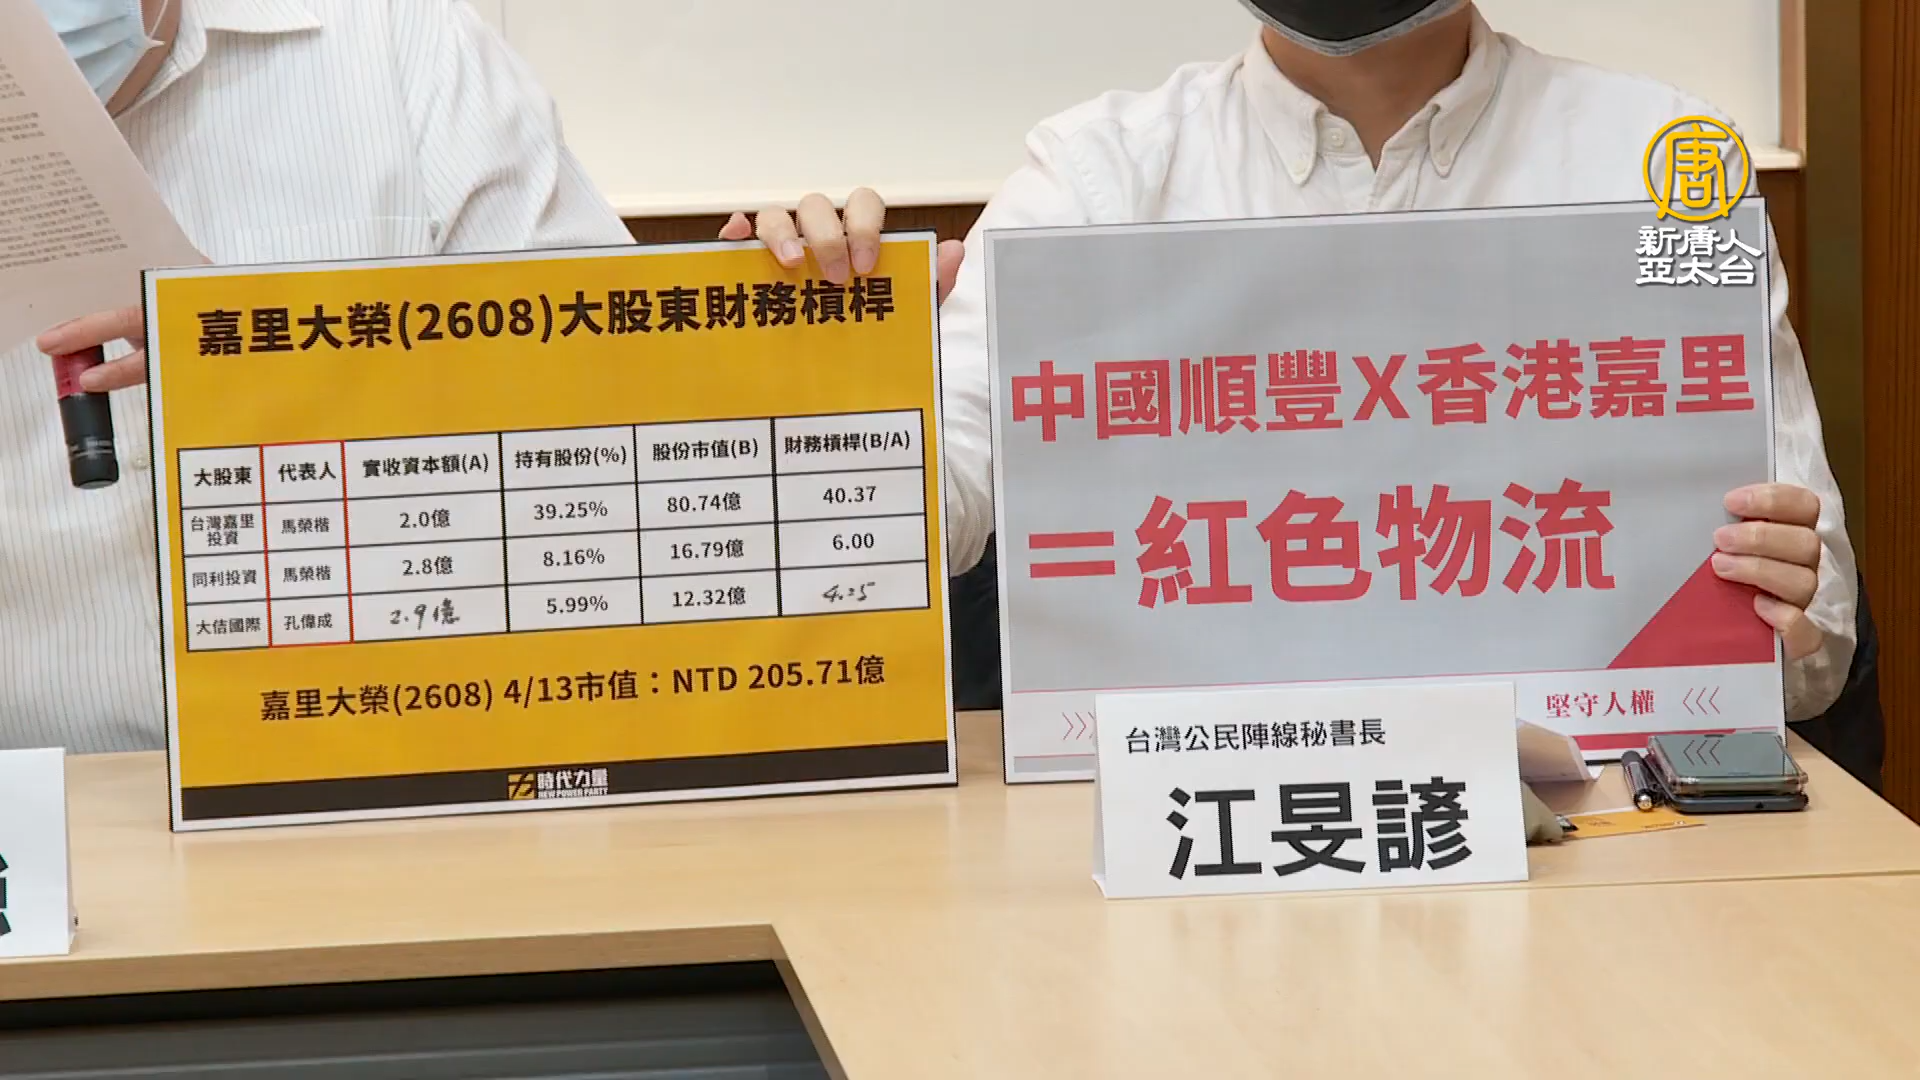 唐
新唐人
亞太台
嘉里大榮(2608)大股東財務槓桿
大股東 代表人 實收資本額(A) 持有股份(%) 股份市值(B) 財務槓桿(B/A)
台灣嘉里投資 馬榮楷 2.0億 39.25% 80.74億 40.37
同利投資 馬榮楷 2.8億 8.16% 16.79億 6.00
大佶國際 孔偉成 2.9億 5.99% 12.32億 4.25
嘉里大榮(2608) 4/13市值：NTD 205.71億
時代力量
NEW POWER PARTY
中國順豐X香港嘉里
＝紅色物流
堅守人權
台灣公民陣線秘書長
江旻諺